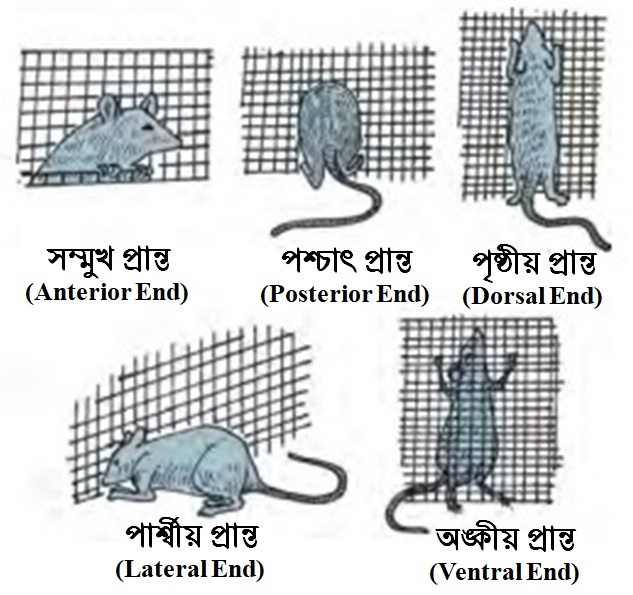 সম্মুখ প্রান্ত
(Anterior End)
পশ্চাৎ প্রান্ত
(Posterior End)
পৃষ্ঠীয় প্রান্ত
(Dorsal End)
পার্শ্বীয় প্রান্ত
(Lateral End)
অঙ্কীয় প্রান্ত
(Ventral End)